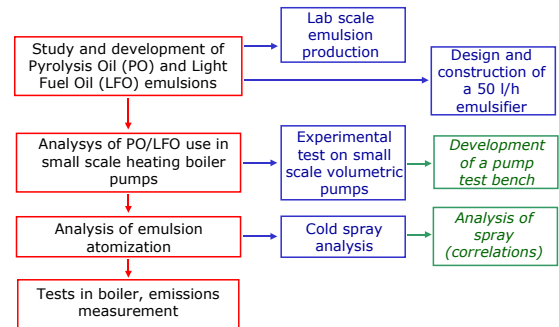 Study and development of
Pyrolysis Oil (PO) and Light
Fuel Oil (LFO) emulsions
Lab scale
emulsion
production
Design and
construction of
a 50 l/h
emulsifier
Analysys of PO/LFO use in
small scale heating boiler
pumps
Experimental
test on small
scale volumetric
pumps
Development
of a pump
test bench
Analysis of emulsion
atomization
Cold spray
analysis
Analysis of
spray
(correlations)
Tests in boiler, emissions
measurement